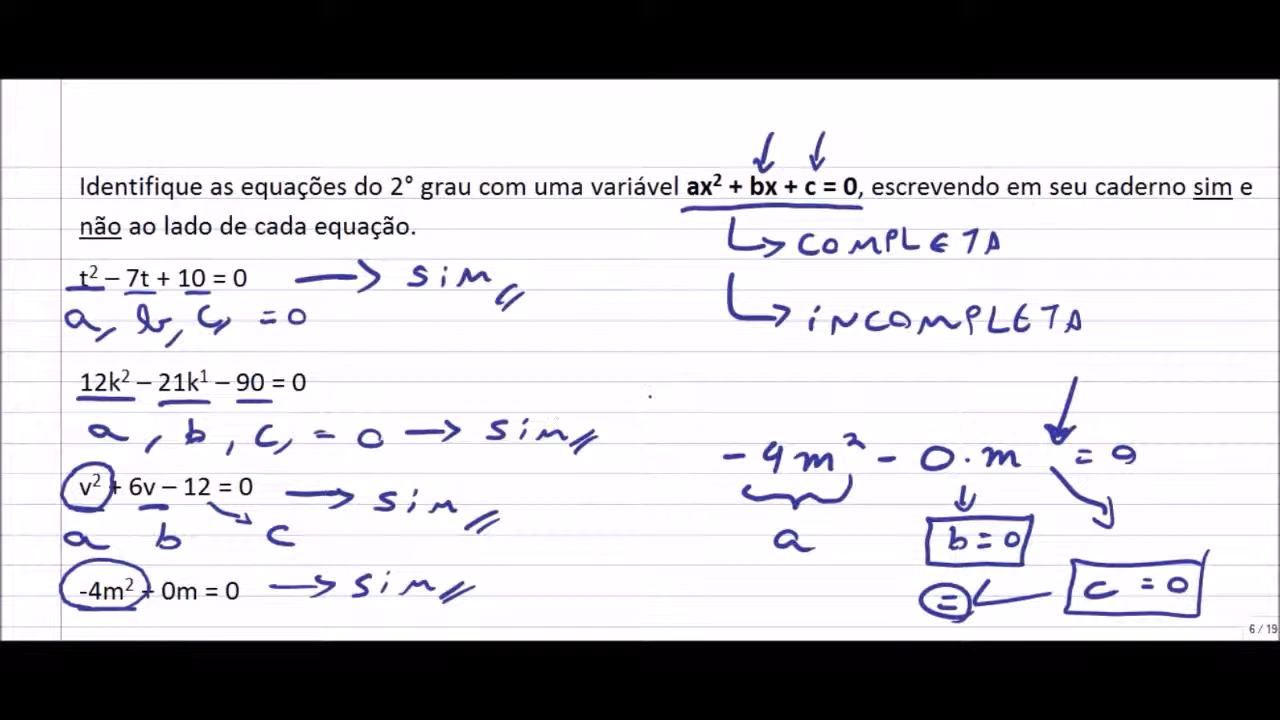 Identifique as equações do 2° grau com uma variável ax² + bx + c = 0, escrevendo em seu caderno sim e
não ao lado de cada equação.
COMPLETA
t² – 7t + 10 = 0 → sim
a, b, c, = 0
iNCOMPLETA
12k² – 21k¹ – 90 = 0
a, b, c, = 0 → sim
- 4m² - 0.m = 0
v² + 6v – 12 = 0 → sim
a b c
a
b = 0
-4m² + 0m = 0 → sim
=
c = 0
6 / 19